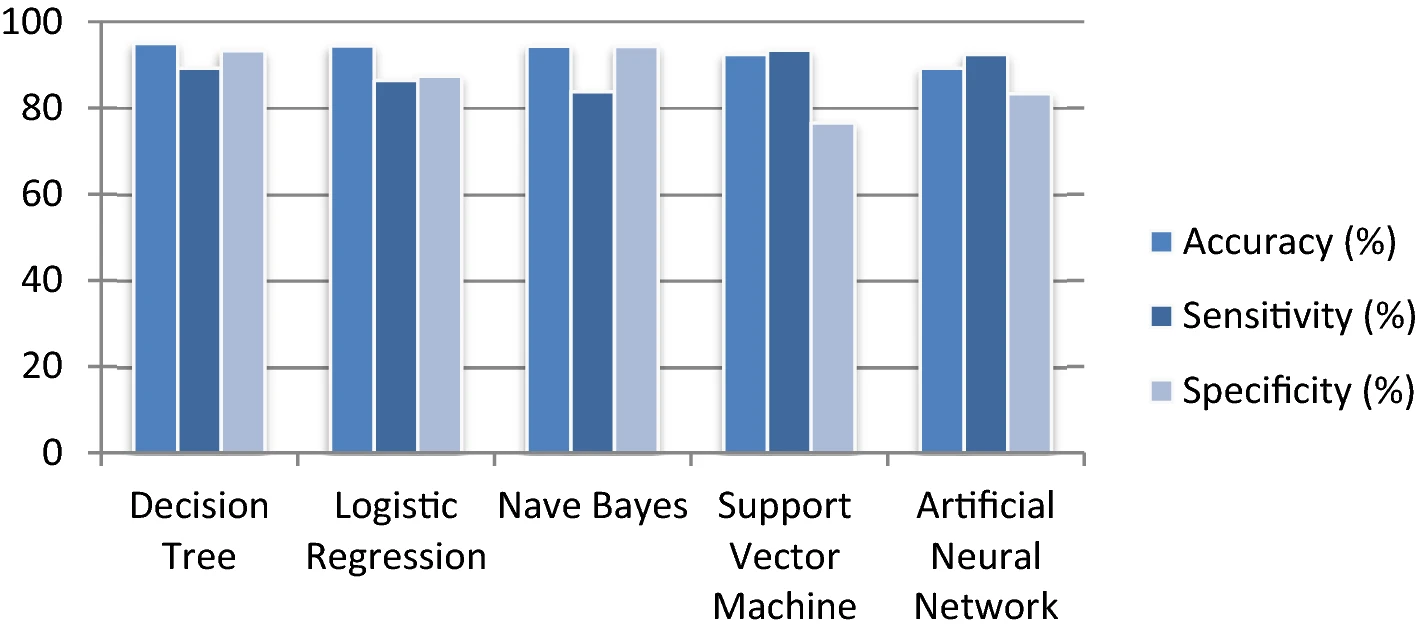 100
80
60
40
20
0
Decision
Tree
Logistic
Regression
Nave Bayes
Support
Vector
Machine
Artificial
Neural
Network
Accuracy (%)
Sensitivity (%)
Specificity (%)